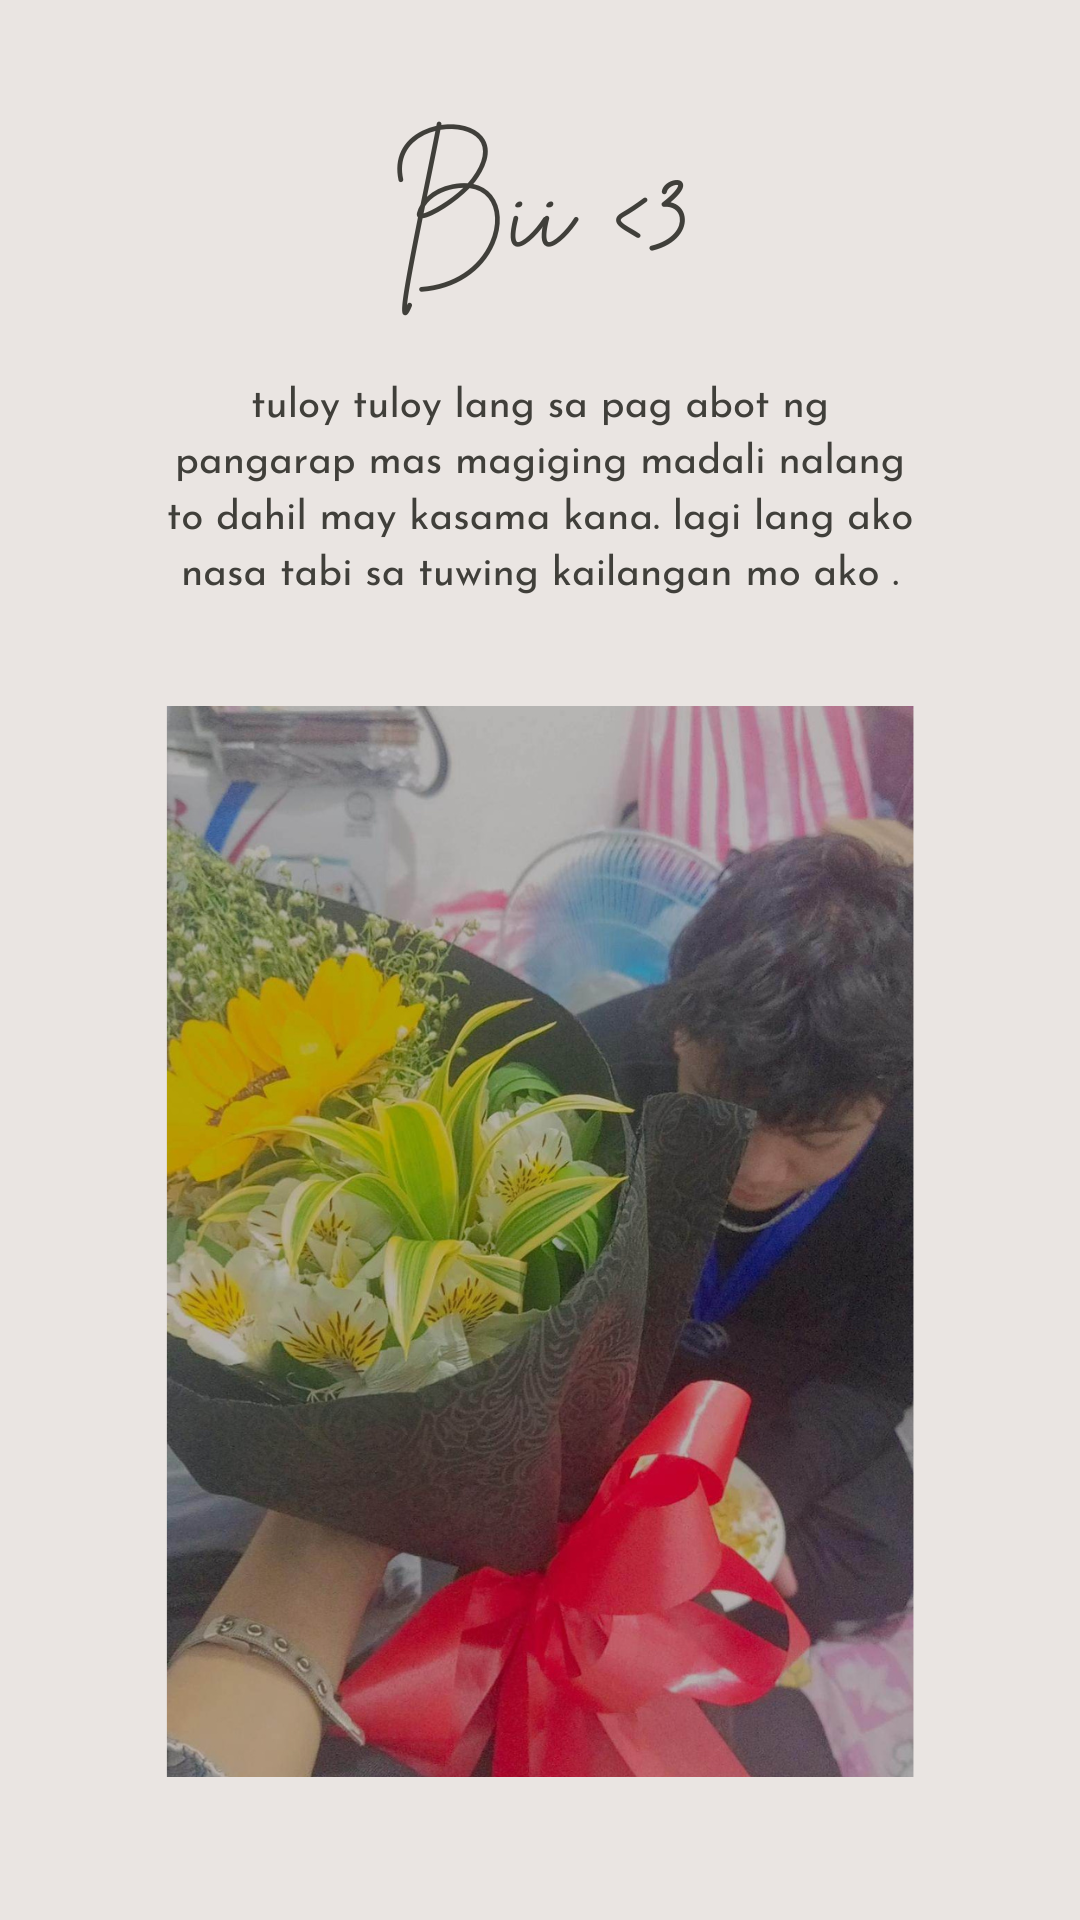 Bii <3
tuloy tuloy lang sa pag abot ng
pangarap mas magiging madali nalang
to dahil may kasama kana. lagi lang ako
nasa tabi sa tuwing kailangan mo ako .